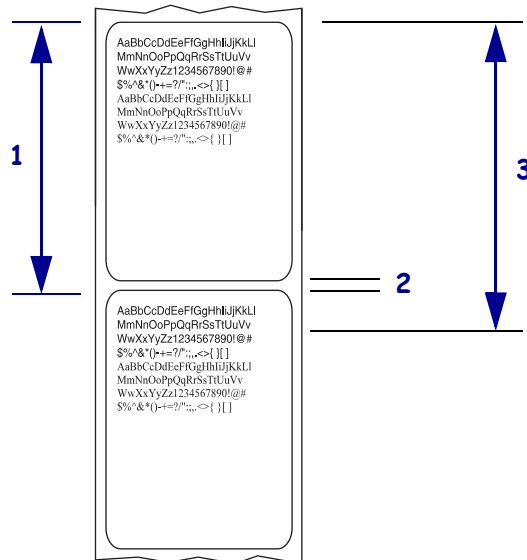 AaBbCcDdEeFfGgHhIiJjKkLl
MmNnOoPpQqRrSsTtUuVv
WwXxYyZz1234567890!@#
$%^&*()-+=?/":;,.<>{ }[ ]
AaBbCcDdEeFfGgHhIiJjKkLl
MmNnOoPpQqRrSsTtUuVv
WwXxYyZz1234567890!@#
$%^&*()-+=?/":;,.<>{ }[ ]
1
3
2
AaBbCcDdEeFfGgHhIiJjKkLl
MmNnOoPpQqRrSsTtUuVv
WwXxYyZz1234567890!@#
$%^&*()-+=?/":;,.<>{ }[ ]
AaBbCcDdEeFfGgHhIiJjKkLl
MmNnOoPpQqRrSsTtUuVv
WwXxYyZz1234567890!@#
$%^&*()-+=?/":;,.<>{ }[ ]